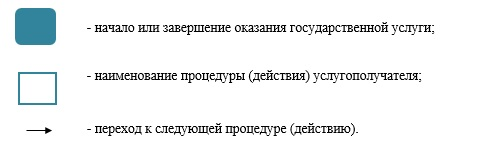 - начало или завершение оказания государственной услуги;
- наименование процедуры (действия) услугополучателя;
- переход к следующей процедуре (действию).